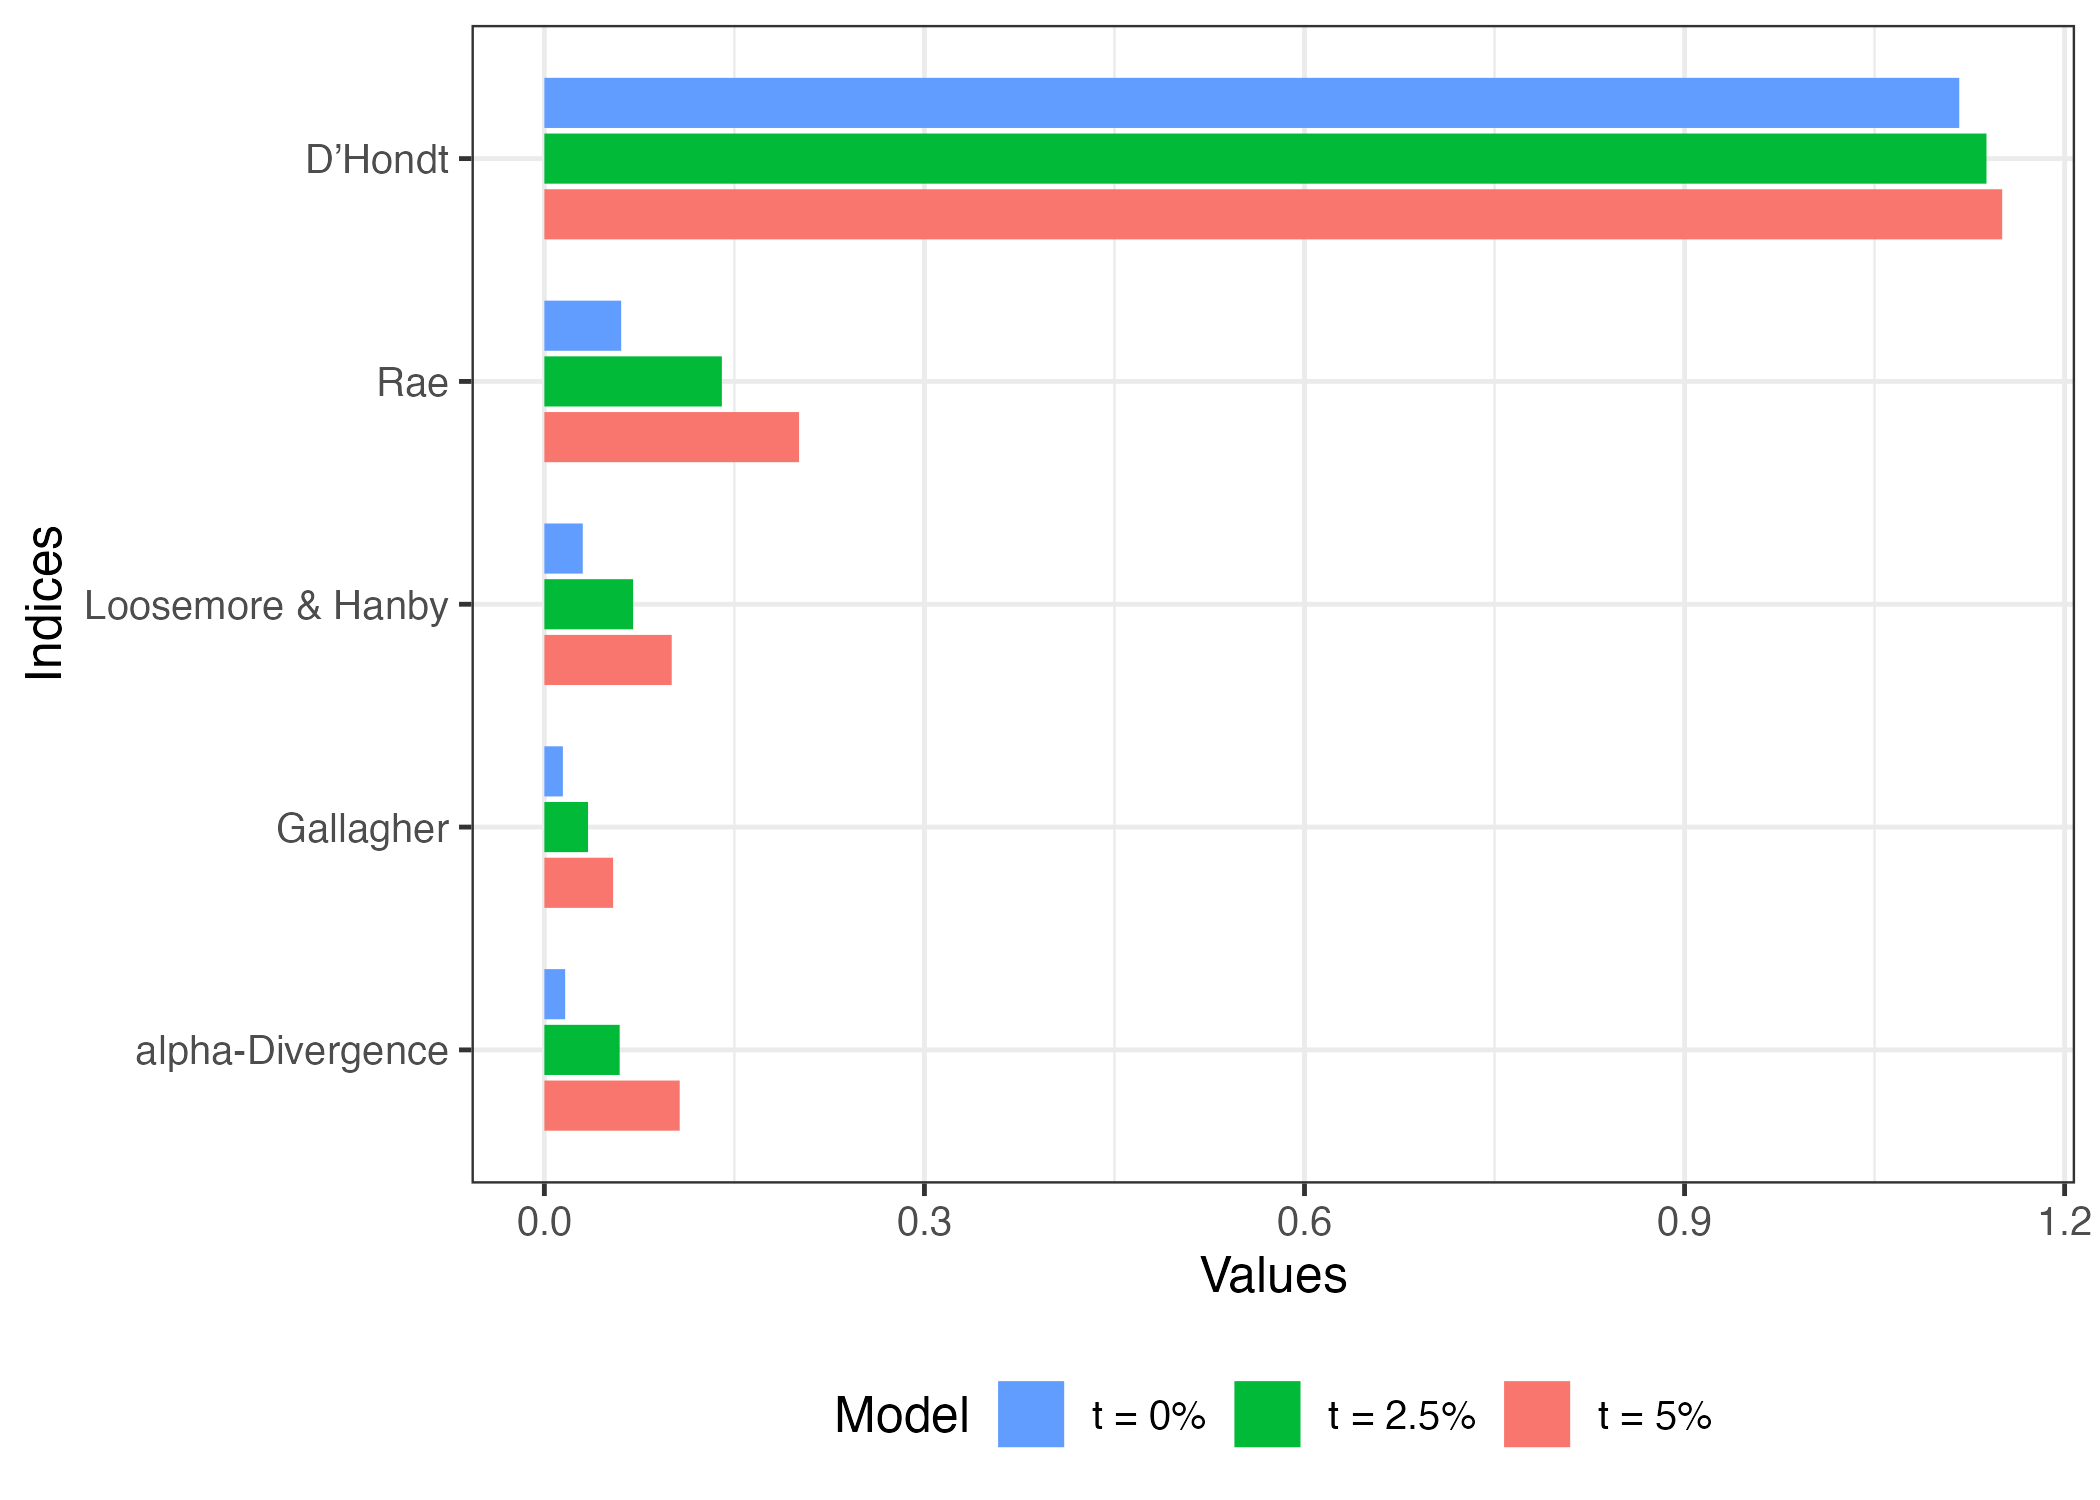 D’Hondt
Rae
Loosemore & Hanby
Gallagher
alpha-Divergence
Indices
0.0 0.3 0.6 0.9 1.2
Values
Model t = 0% t = 2.5% t = 5%